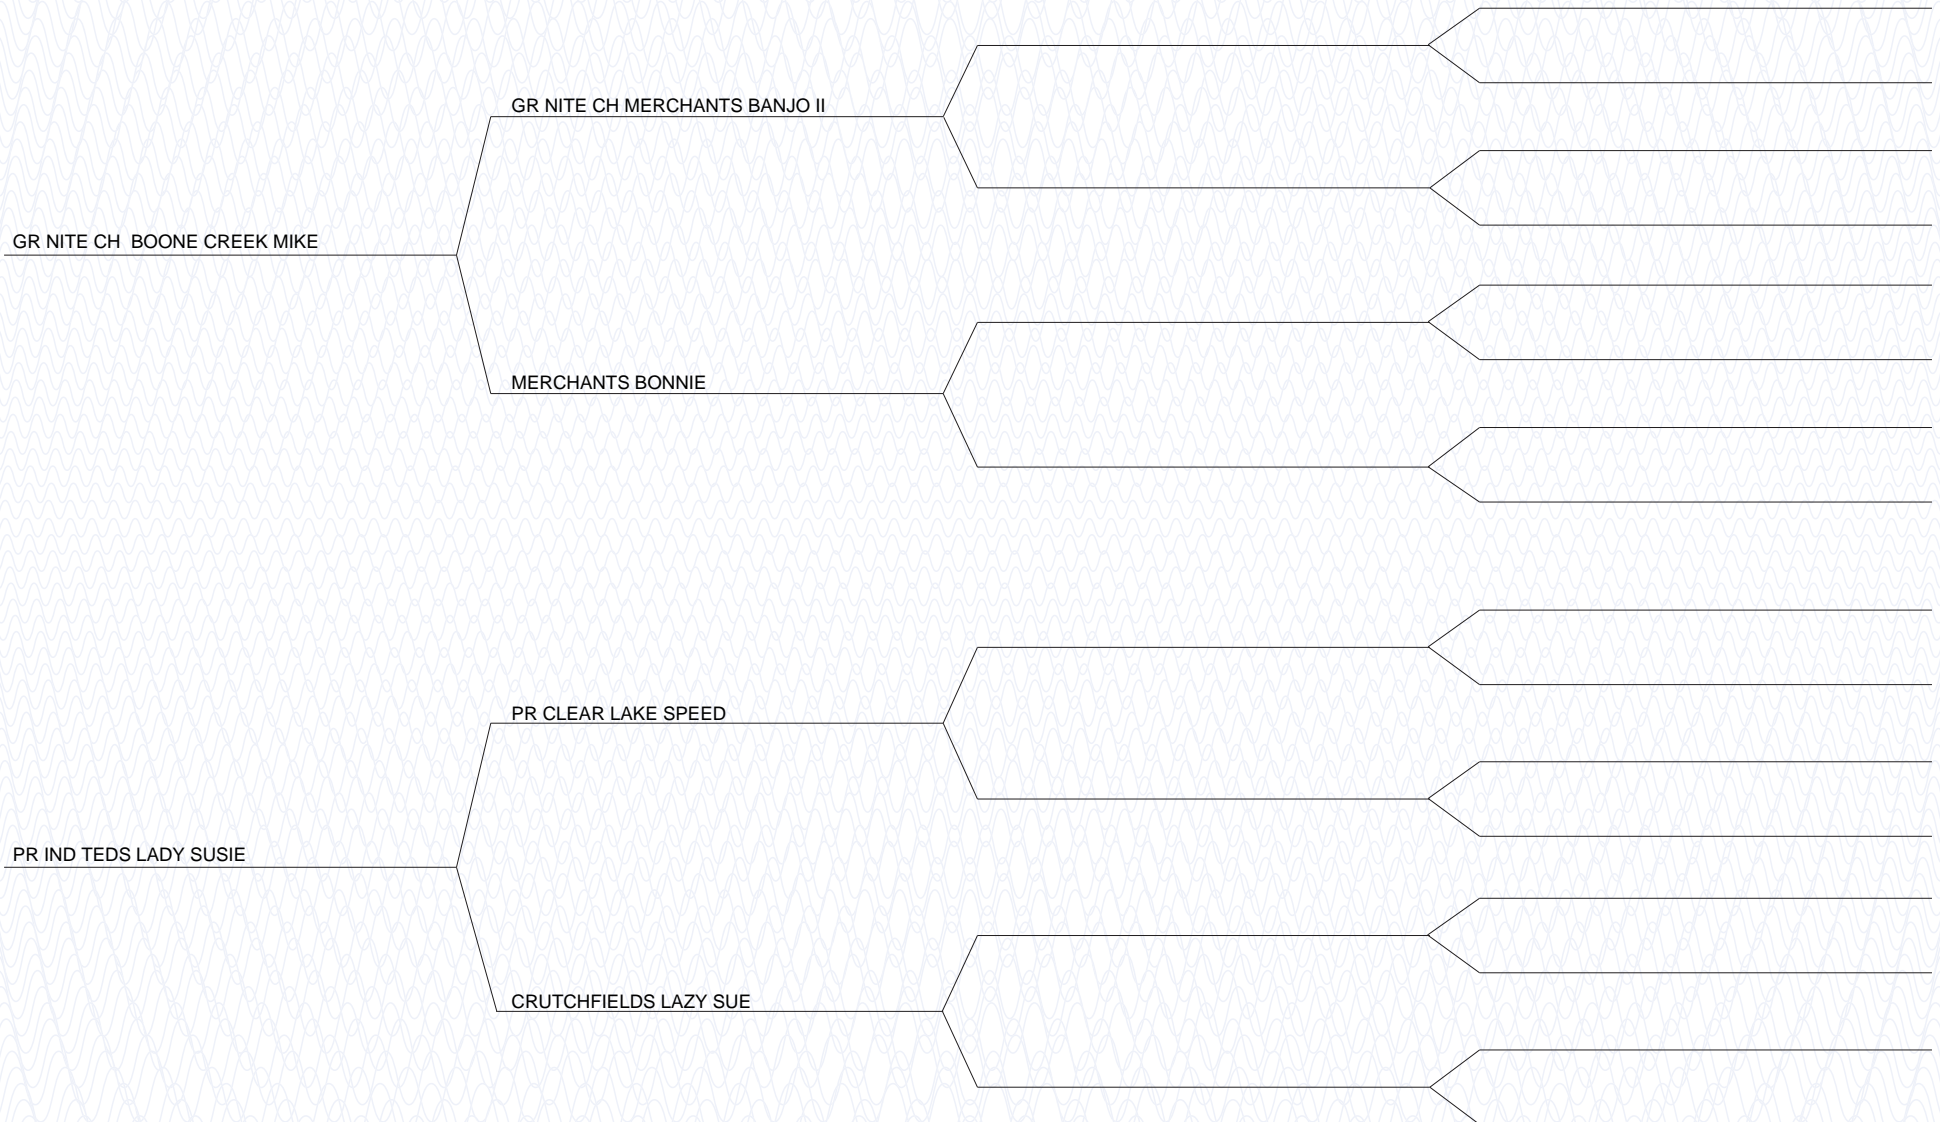 GR NITE CH MERCHANTS BANJO II
GR NITE CH  BOONE CREEK MIKE
MERCHANTS BONNIE
PR CLEAR LAKE SPEED
PR IND TEDS LADY SUSIE
CRUTCHFIELDS LAZY SUE